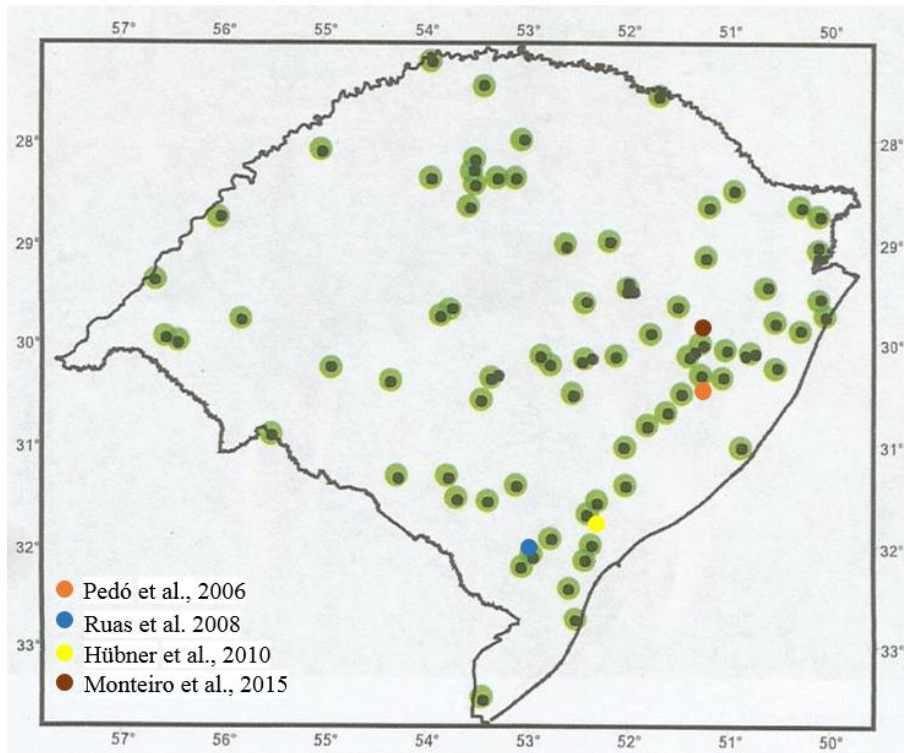 57° 56° 55° 54° 53° 52° 51° 50°
28° 28°
29° 29°
30° 30°
31° 31°
32° 32°
33° 33°
Pedó et al., 2006
Ruas et al. 2008
Hübner et al., 2010
Monteiro et al., 2015
57° 56° 55° 54° 53° 52° 51° 50°